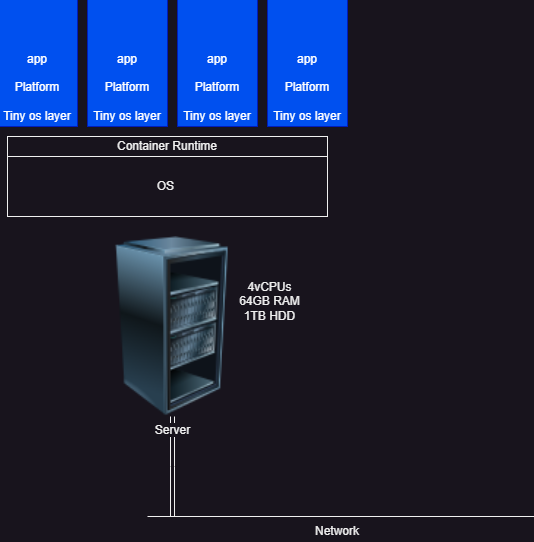 app app app app
Platform Platform Platform Platform
Tiny os layer Tiny os layer Tiny os layer Tiny os layer
Container Runtime
OS
4vCPUs
64GB RAM
1TB HDD
Server
Network